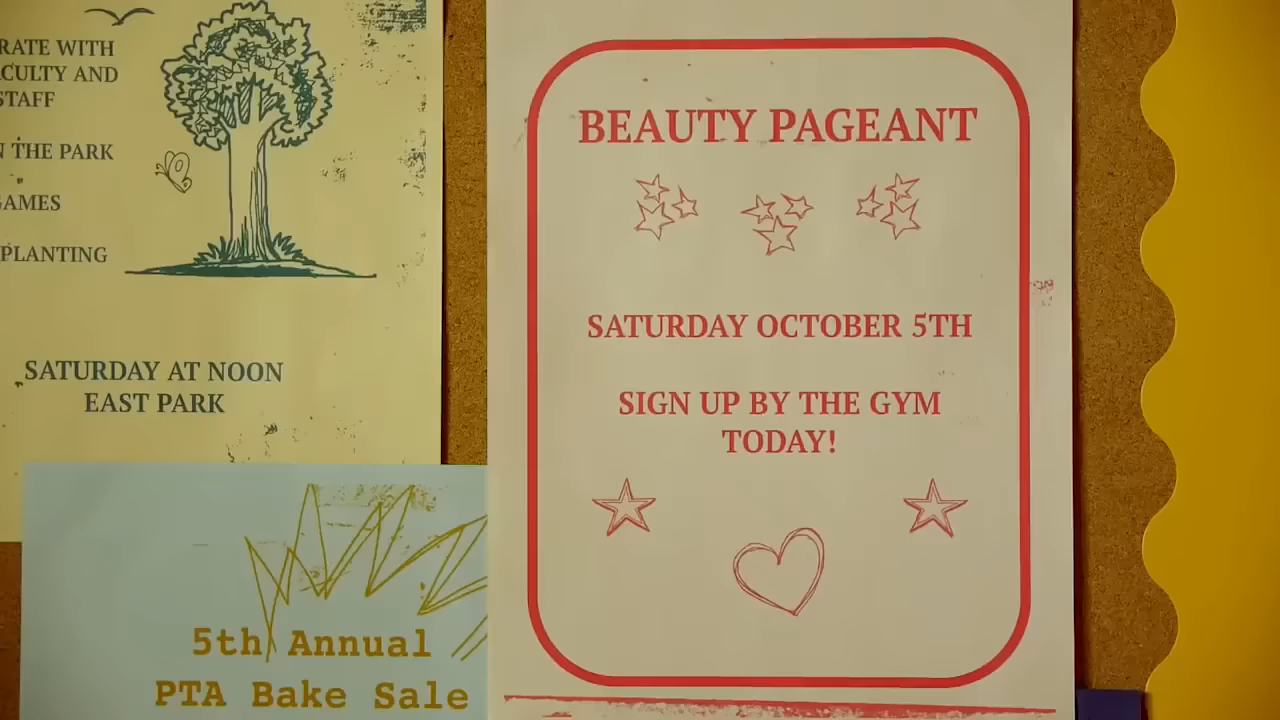 RATE WITH
CULTY AND
STAFF
THE PARK
GAMES
PLANTING
SATURDAY AT NOON
EAST PARK
5th Annual
PTA Bake Sale
BEAUTY PAGEANT
SATURDAY OCTOBER 5TH
SIGN UP BY THE GYM
TODAY!